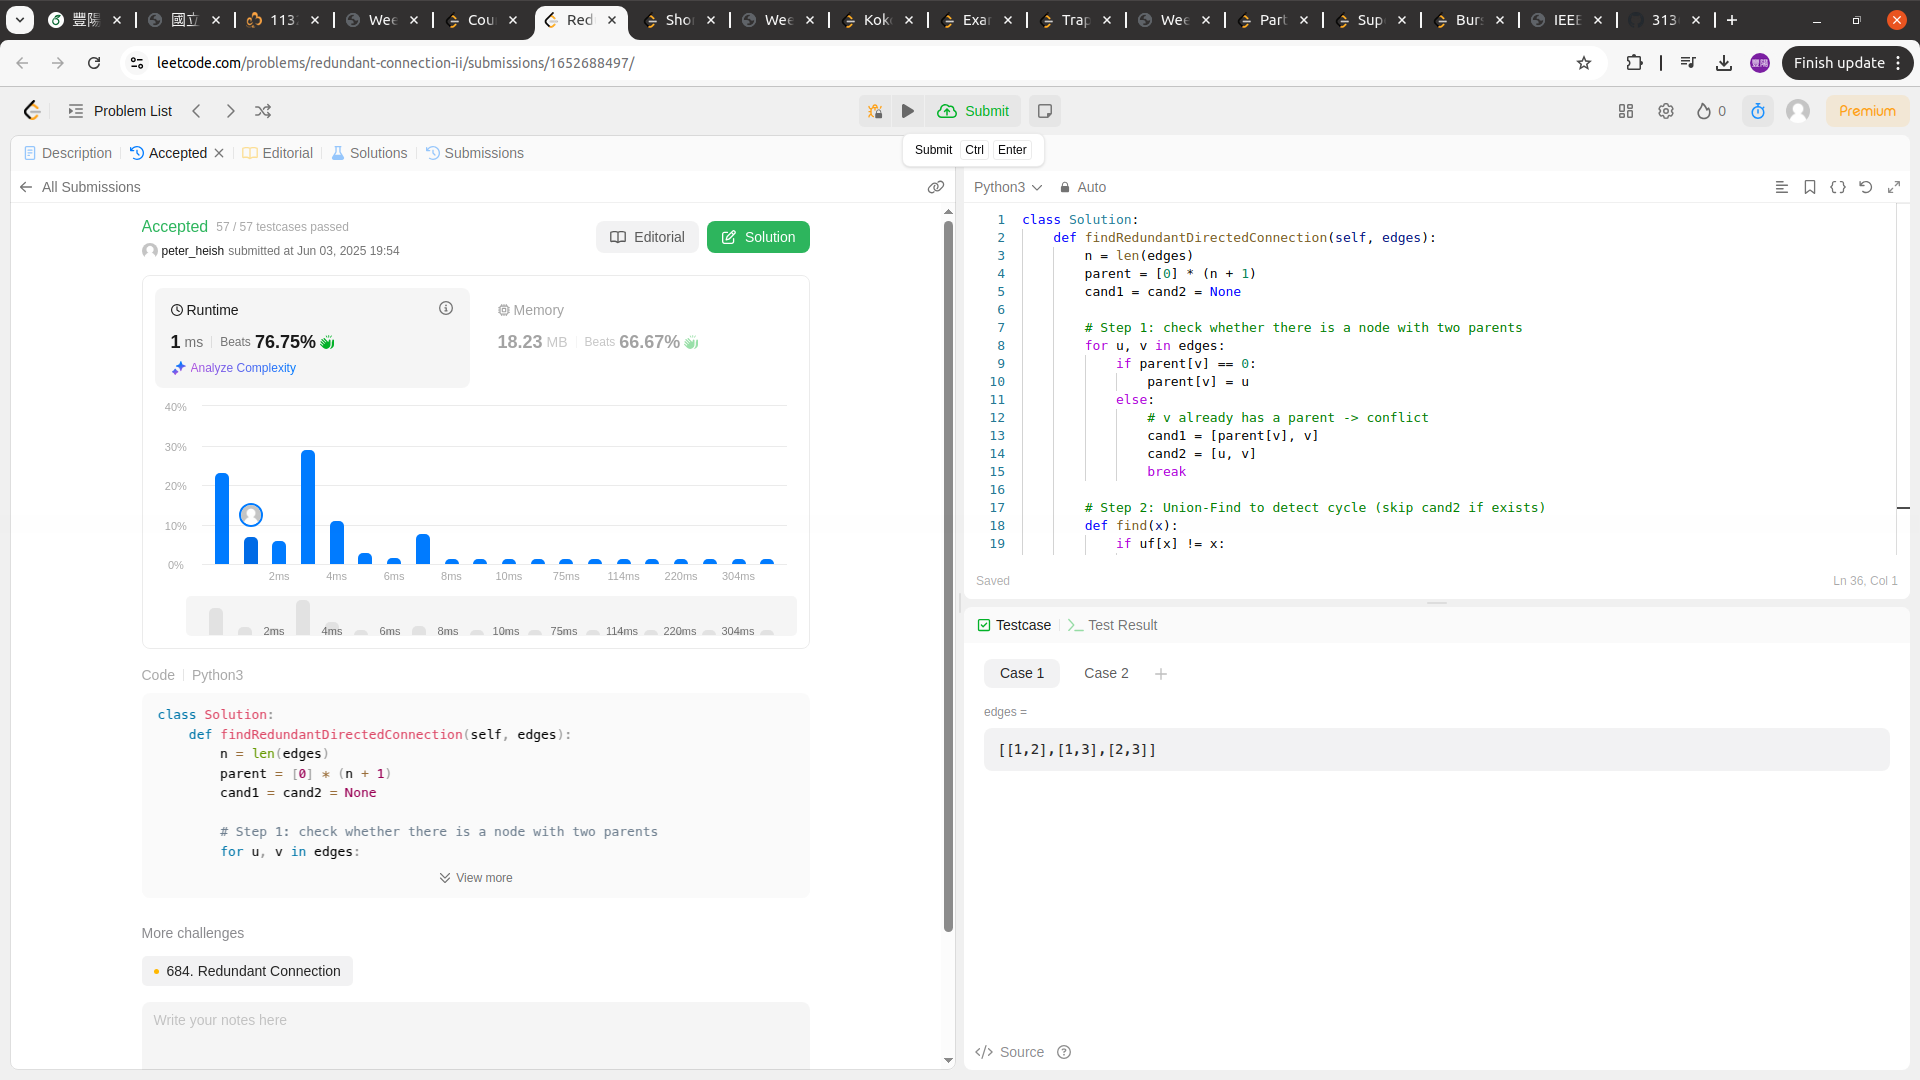 豐陽
國立
113
Wee
Cou
Red
Sho
Wee
Kok
Exa
Trap
Wee
Part
Sup
Burs
IEEE
313
leetcode.com/problems/redundant-connection-ii/submissions/1652688497/
豐陽
Finish update
Problem List
Submit
0
Premium
Submit Ctrl Enter
Description
Accepted
Editorial
Solutions
Submissions
All Submissions
Accepted 57 / 57 testcases passed
peter_heish submitted at Jun 03, 2025 19:54
Editorial
Solution
Runtime
1 ms Beats 76.75%
Analyze Complexity
Memory
18.23 MB Beats 66.67%
40%
30%
20%
10%
0%
2ms 4ms 6ms 8ms 10ms 75ms 114ms 220ms 304ms
2ms 4ms 6ms 8ms 10ms 75ms 114ms 220ms 304ms
Code Python3
class Solution:
    def findRedundantDirectedConnection(self, edges):
        n = len(edges)
        parent = [0] * (n + 1)
        cand1 = cand2 = None
        # Step 1: check whether there is a node with two parents
        for u, v in edges:
View more
More challenges
684. Redundant Connection
Write your notes here
Python3
Auto
1 class Solution:
2     def findRedundantDirectedConnection(self, edges):
3         n = len(edges)
4         parent = [0] * (n + 1)
5         cand1 = cand2 = None
6
7         # Step 1: check whether there is a node with two parents
8         for u, v in edges:
9             if parent[v] == 0:
10                 parent[v] = u
11             else:
12                 # v already has a parent -> conflict
13                 cand1 = [parent[v], v]
14                 cand2 = [u, v]
15                 break
16
17         # Step 2: Union-Find to detect cycle (skip cand2 if exists)
18         def find(x):
19             if uf[x] != x:
Saved
Ln 36, Col 1
Testcase
Test Result
Case 1
Case 2
edges =
[[1,2],[1,3],[2,3]]
Source